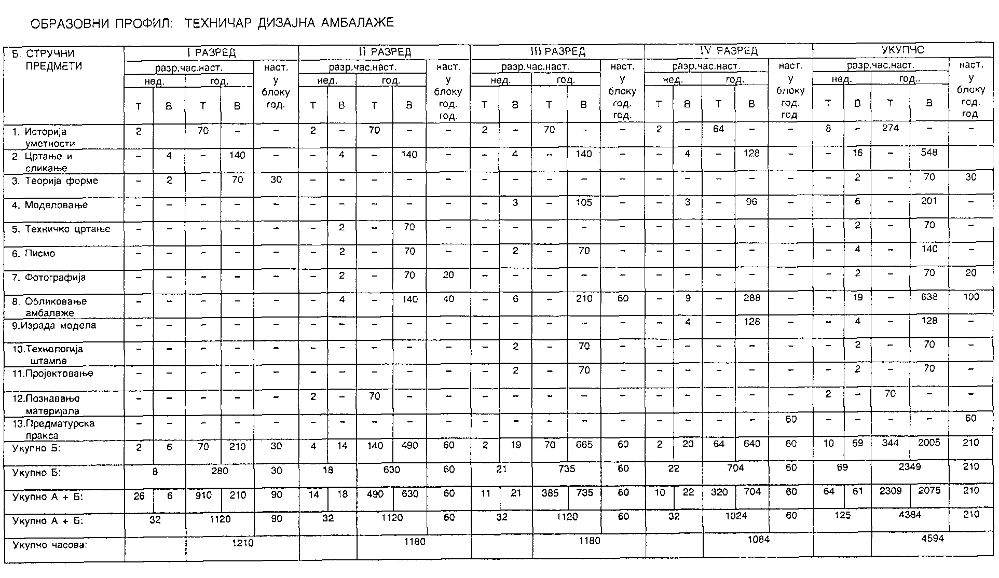 ОБРАЗОВНИ ПРОФИЛ: ТЕХНИЧАР ДИЗАЈНА АМБАЛАЖЕ
Б. СТРУЧНИ ПРЕДМЕТИ | I РАЗРЕД | II РАЗРЕД | III РАЗРЕД | IV РАЗРЕД | УКУПНО
разр.час.наст. | наст. у блоку год. | разр.час.наст. | наст. у блоку год. год. | разр.час.наст. | наст. у блоку год. год. | разр.час.наст. | наст. у блоку год. год. | разр.час.наст. | наст. у блоку год. год.
нед. | год. | нед. | год. | нед. | год. | нед. | год. | нед. | год..
Т | В | Т | В | Т | В | Т | В | Т | В | Т | В | Т | В | Т | В | Т | В | Т | В
1. Историја уметности | 2 | | 70 | – | – | 2 | – | 70 | – | – | 2 | – | 70 | – | – | 2 | – | 64 | – | – | 8 | – | 274 | – | –
2. Цртање и сликање | – | 4 | – | 140 | – | – | 4 | – | 140 | – | – | 4 | – | 140 | – | – | 4 | – | 128 | – | – | 16 | – | 548 |
3. Теорија форме | – | 2 | – | 70 | 30 | – | – | – | – | – | – | – | – | – | – | – | – | – | – | – | – | 2 | – | 70 | 30
4. Моделовање | – | – | – | – | – | – | – | – | – | – | – | 3 | – | 105 | – | – | 3 | – | 96 | – | – | 6 | – | 201 | –
5. Техничко цртање | – | – | – | – | – | – | 2 | – | 70 | – | – | – | – | – | – | – | – | – | – | – | – | 2 | – | 70 | –
6. Писмо | – | – | – | – | – | – | 2 | – | 70 | – | – | 2 | – | 70 | – | – | – | – | – | – | – | 4 | – | 140 | –
7. Фотографија | – | – | – | – | – | – | 2 | – | 70 | 20 | – | – | – | – | – | – | – | – | – | – | – | 2 | – | 70 | 20
8. Обликовање амбалаже | – | – | – | – | – | – | 4 | – | 140 | 40 | – | 6 | – | 210 | 60 | – | 9 | – | 288 | – | – | 19 | – | 638 | 100
9.Израда модела | – | – | – | – | – | – | – | – | – | – | – | – | – | – | – | – | 4 | – | 128 | – | – | 4 | – | 128 | –
10.Технологија штампе | – | – | – | – | – | – | – | – | – | – | – | 2 | – | 70 | – | – | – | – | – | – | – | 2 | – | 70 | –
11.Пројектовање | – | – | – | – | – | – | – | – | – | – | – | 2 | – | 70 | – | – | – | – | – | – | – | 2 | – | 70 | –
12.Познавање материјала | – | – | – | – | – | 2 | – | 70 | – | – | – | – | – | – | – | – | – | – | – | – | 2 | – | 70 | – | –
13.Предматурска пракса | – | – | – | – | – | – | – | – | – | – | – | – | – | – | – | – | – | – | – | 60 | – | – | – | – | 60
Укупно Б: | 2 | 6 | 70 | 210 | 30 | 4 | 14 | 140 | 490 | 60 | 2 | 19 | 70 | 665 | 60 | 2 | 20 | 64 | 640 | 60 | 10 | 59 | 344 | 2005 | 210
Укупно Б: | 8 | 280 | 30 | 18 | 630 | 60 | 21 | 735 | 60 | 22 | 704 | 60 | 69 | 2349 | 210
Укупно А + Б: | 26 | 6 | 910 | 210 | 90 | 14 | 18 | 490 | 630 | 60 | 11 | 21 | 385 | 735 | 60 | 10 | 22 | 320 | 704 | 60 | 64 | 61 | 2309 | 2075 | 210
Укупно А + Б: | 32 | 1120 | 90 | 32 | 1120 | 60 | 32 | 1120 | 60 | 32 | 1024 | 60 | 125 | 4384 | 210
Укупно часова: | 1210 | 1180 | 1180 | 1084 | 4594